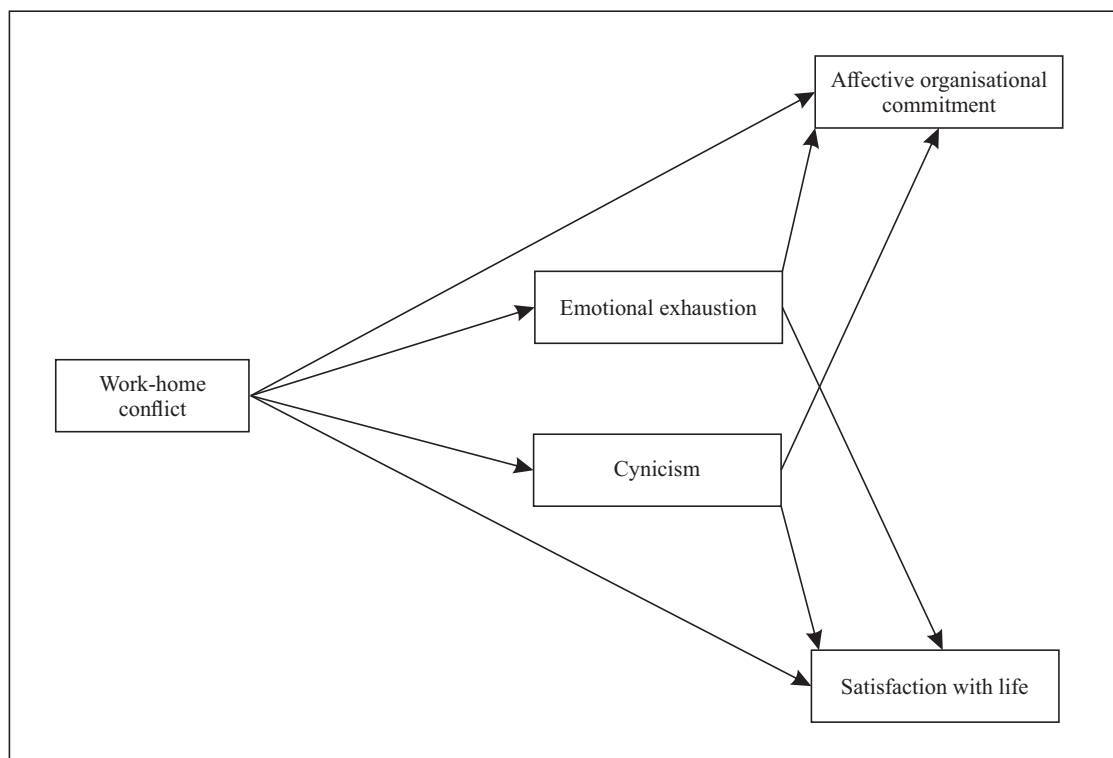 Affective organisational
commitment
Emotional exhaustion
Work-home
conflict
Cynicism
Satisfaction with life